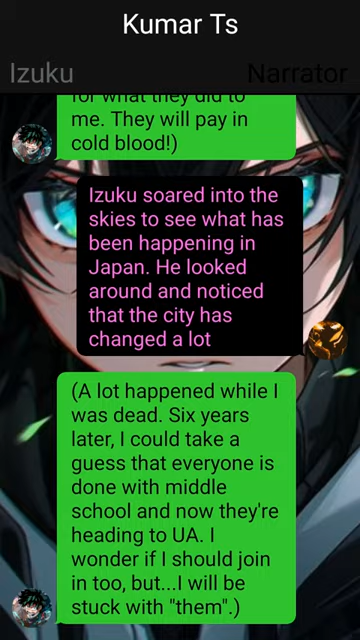 Kumar Ts
Izuku
Narrator
for what they did to
me. They will pay in
cold blood!)
Izuku soared into the
skies to see what has
been happening in
Japan. He looked
around and noticed
that the city has
changed a lot
(A lot happened while I
was dead. Six years
later, I could take a
guess that everyone is
done with middle
school and now they're
heading to UA. I
wonder if I should join
in too, but...I will be
stuck with "them".)